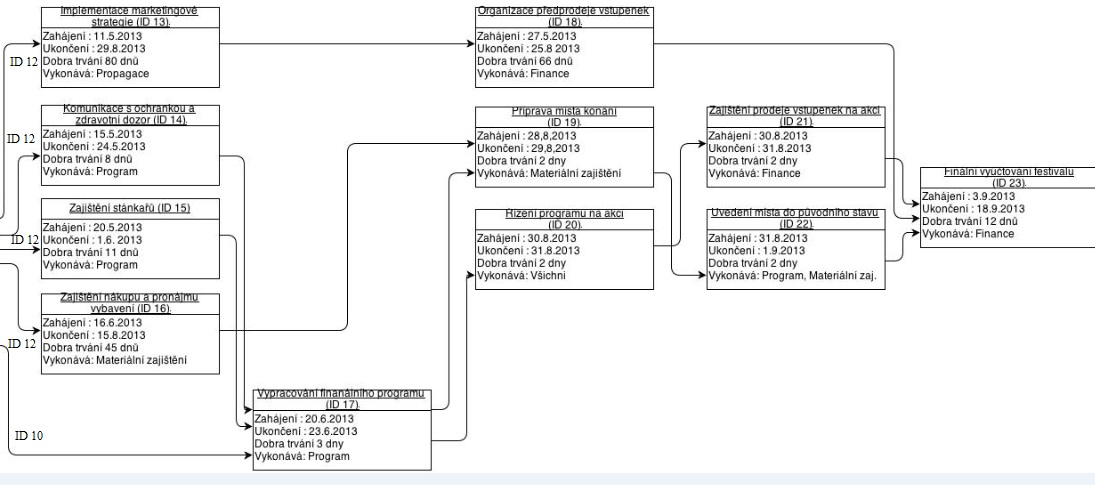 Implementace marketingové
strategie (ID 13).
Zahájení : 11.5.2013
Ukončení : 29.8.2013
Dobra trvání 80 dnů
Vykonává: Propagace
ID 12
Komunikace s ochrankou a
zdravotní dozor (ID 14).
Zahájení : 15.5.2013
Ukončení : 24.5.2013
Dobra trvání 8 dnů
Vykonává: Program
ID 12
Zajištění stánkařů (ID 15)
Zahájení : 20.5.2013
Ukončení : 1.6. 2013
Dobra trvání 11 dnů
Vykonává: Program
ID 12
Zajištění nákupu a pronájmu
vybavení (ID 16).
Zahájení : 16.6.2013
Ukončení : 15.8.2013
Dobra trvání 45 dnů
Vykonává: Materiální zajištění
ID 12
ID 10
Vypracování finanálního programu
(ID 17).
Zahájení : 20.6.2013
Ukončení : 23.6.2013
Dobra trvání 3 dny
Vykonává: Program
Organizace předprodeje vstupenek
(ID 18).
Zahájení : 27.5.2013
Ukončení : 25.8 2013
Dobra trvání 66 dnů
Vykonává: Finance
Příprava místa konání
(ID 19).
Zahájení : 28,8,2013
Ukončení : 29,8,2013
Dobra trvání 2 dny
Vykonává: Materiální zajištění
Řízení programu na akci
(ID 20).
Zahájení : 30.8.2013
Ukončení : 31.8.2013
Dobra trvání 2 dny
Vykonává: Všichni
Zajištění prodeje vstupenek na akci
(ID 21)
Zahájení : 30.8.2013
Ukončení : 31.8.2013
Dobra trvání 2 dny
Vykonává: Finance
Uvedení místa do původního stavu
(ID 22)
Zahájení : 31.8.2013
Ukončení : 1.9.2013
Dobra trvání 2 dny
Vykonává: Program, Materiální zaj.
Finální vyúčtování festivalu
(ID 23).
Zahájení : 3.9.2013
Ukončení : 18.9.2013
Dobra trvání 12 dnů
Vykonává: Finance